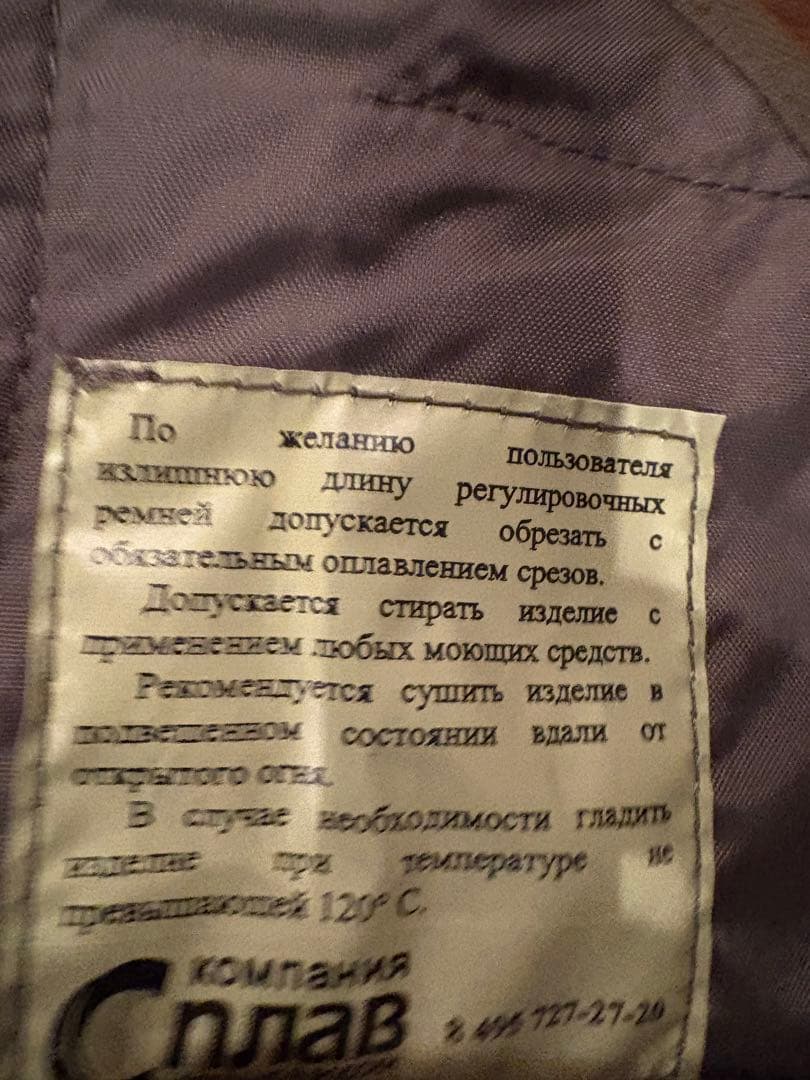 По желанию пользователя
излишнюю длину регулировочных
ремней допускается обрезать с
обязательным оплавлением срезов.
Допускается стирать изделие с
применением любых моющих средств.
Рекомендуется сушить изделие в
подвешенном состоянии вдали от
открытого огня.
В случае необходимости гладить
изделие при температуре не
превышающей 120° С.
компания
Сплав 8 495 727-27-20